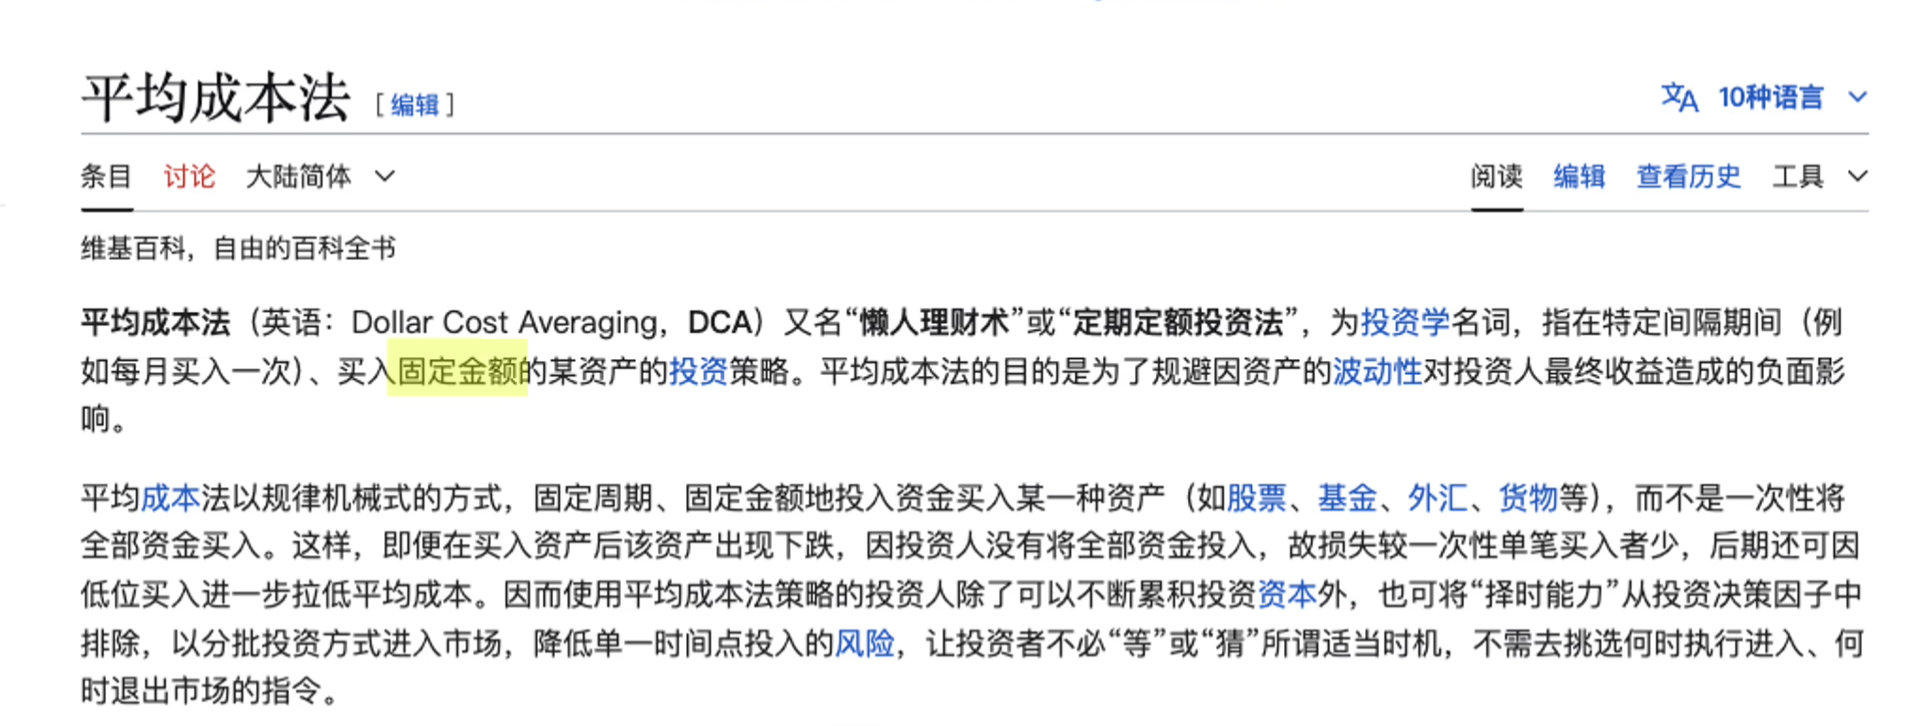 平均成本法 [编辑]
文A 10种语言
条目 讨论 大陆简体
阅读 编辑 查看历史 工具
维基百科，自由的百科全书
平均成本法（英语：Dollar Cost Averaging，DCA）又名“懒人理财术”或“定期定额投资法”，为投资学名词，指在特定间隔期间（例
如每月买入一次）、买入固定金额的某资产的投资策略。平均成本法的目的是为了规避因资产的波动性对投资人最终收益造成的负面影
响。
平均成本法以规律机械式的方式，固定周期、固定金额地投入资金买入某一种资产（如股票、基金、外汇、货物等），而不是一次性将
全部资金买入。这样，即便在买入资产后该资产出现下跌，因投资人没有将全部资金投入，故损失较一次性单笔买入者少，后期还可因
低位买入进一步拉低平均成本。因而使用平均成本法策略的投资人除了可以不断累积投资资本外，也可将“择时能力”从投资决策因子中
排除，以分批投资方式进入市场，降低单一时间点投入的风险，让投资者不必“等”或“猜”所谓适当时机，不需去挑选何时执行进入、何
时退出市场的指令。